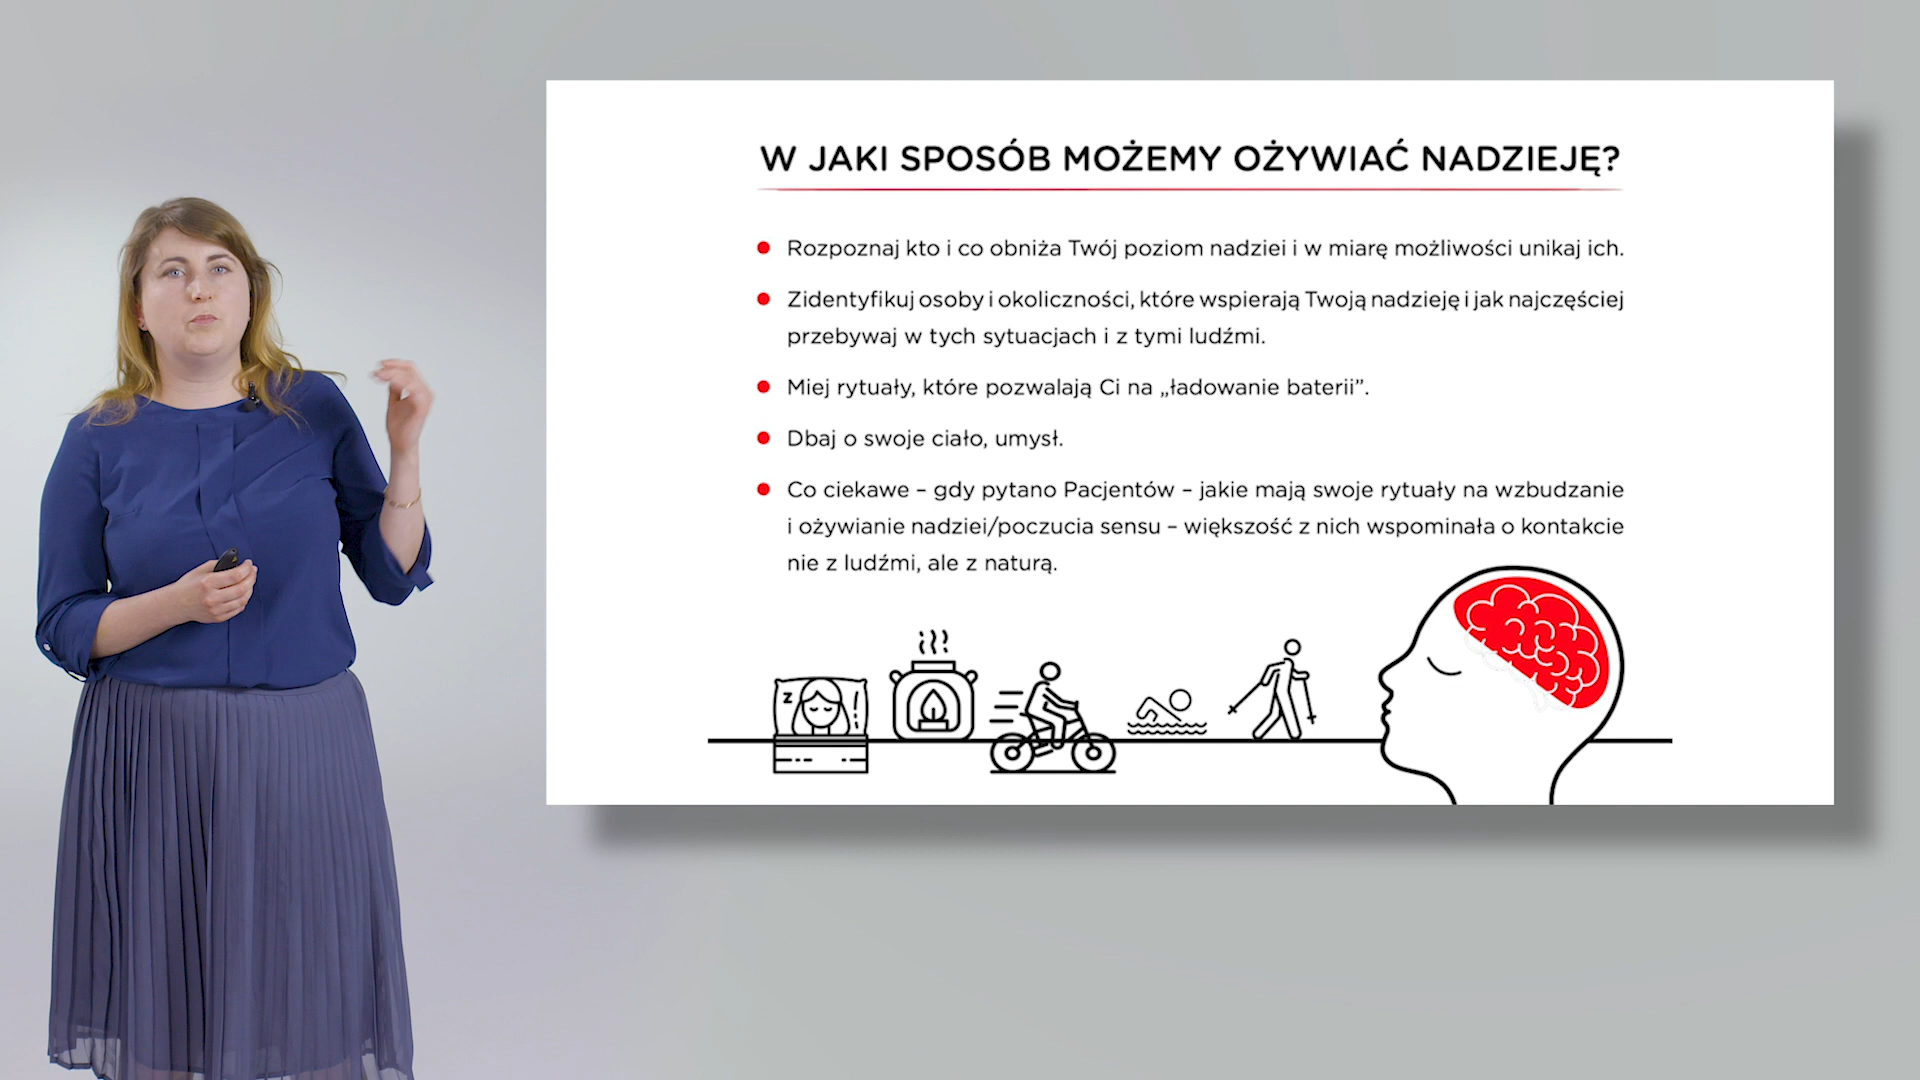 W JAKI SPOSÓB MOŻEMY OŻYWIAĆ NADZIEJĘ?
Rozpoznaj kto i co obniża Twój poziom nadziei i w miarę możliwości unikaj ich.
Zidentyfikuj osoby i okoliczności, które wspierają Twoją nadzieję i jak najczęściej
przebywaj w tych sytuacjach i z tymi ludźmi.
Miej rytuały, które pozwalają Ci na „ładowanie baterii”.
Dbaj o swoje ciało, umysł.
Co ciekawe – gdy pytano Pacjentów – jakie mają swoje rytuały na wzbudzanie
i ożywianie nadziei/poczucia sensu – większość z nich wspominała o kontakcie
nie z ludźmi, ale z naturą.
z